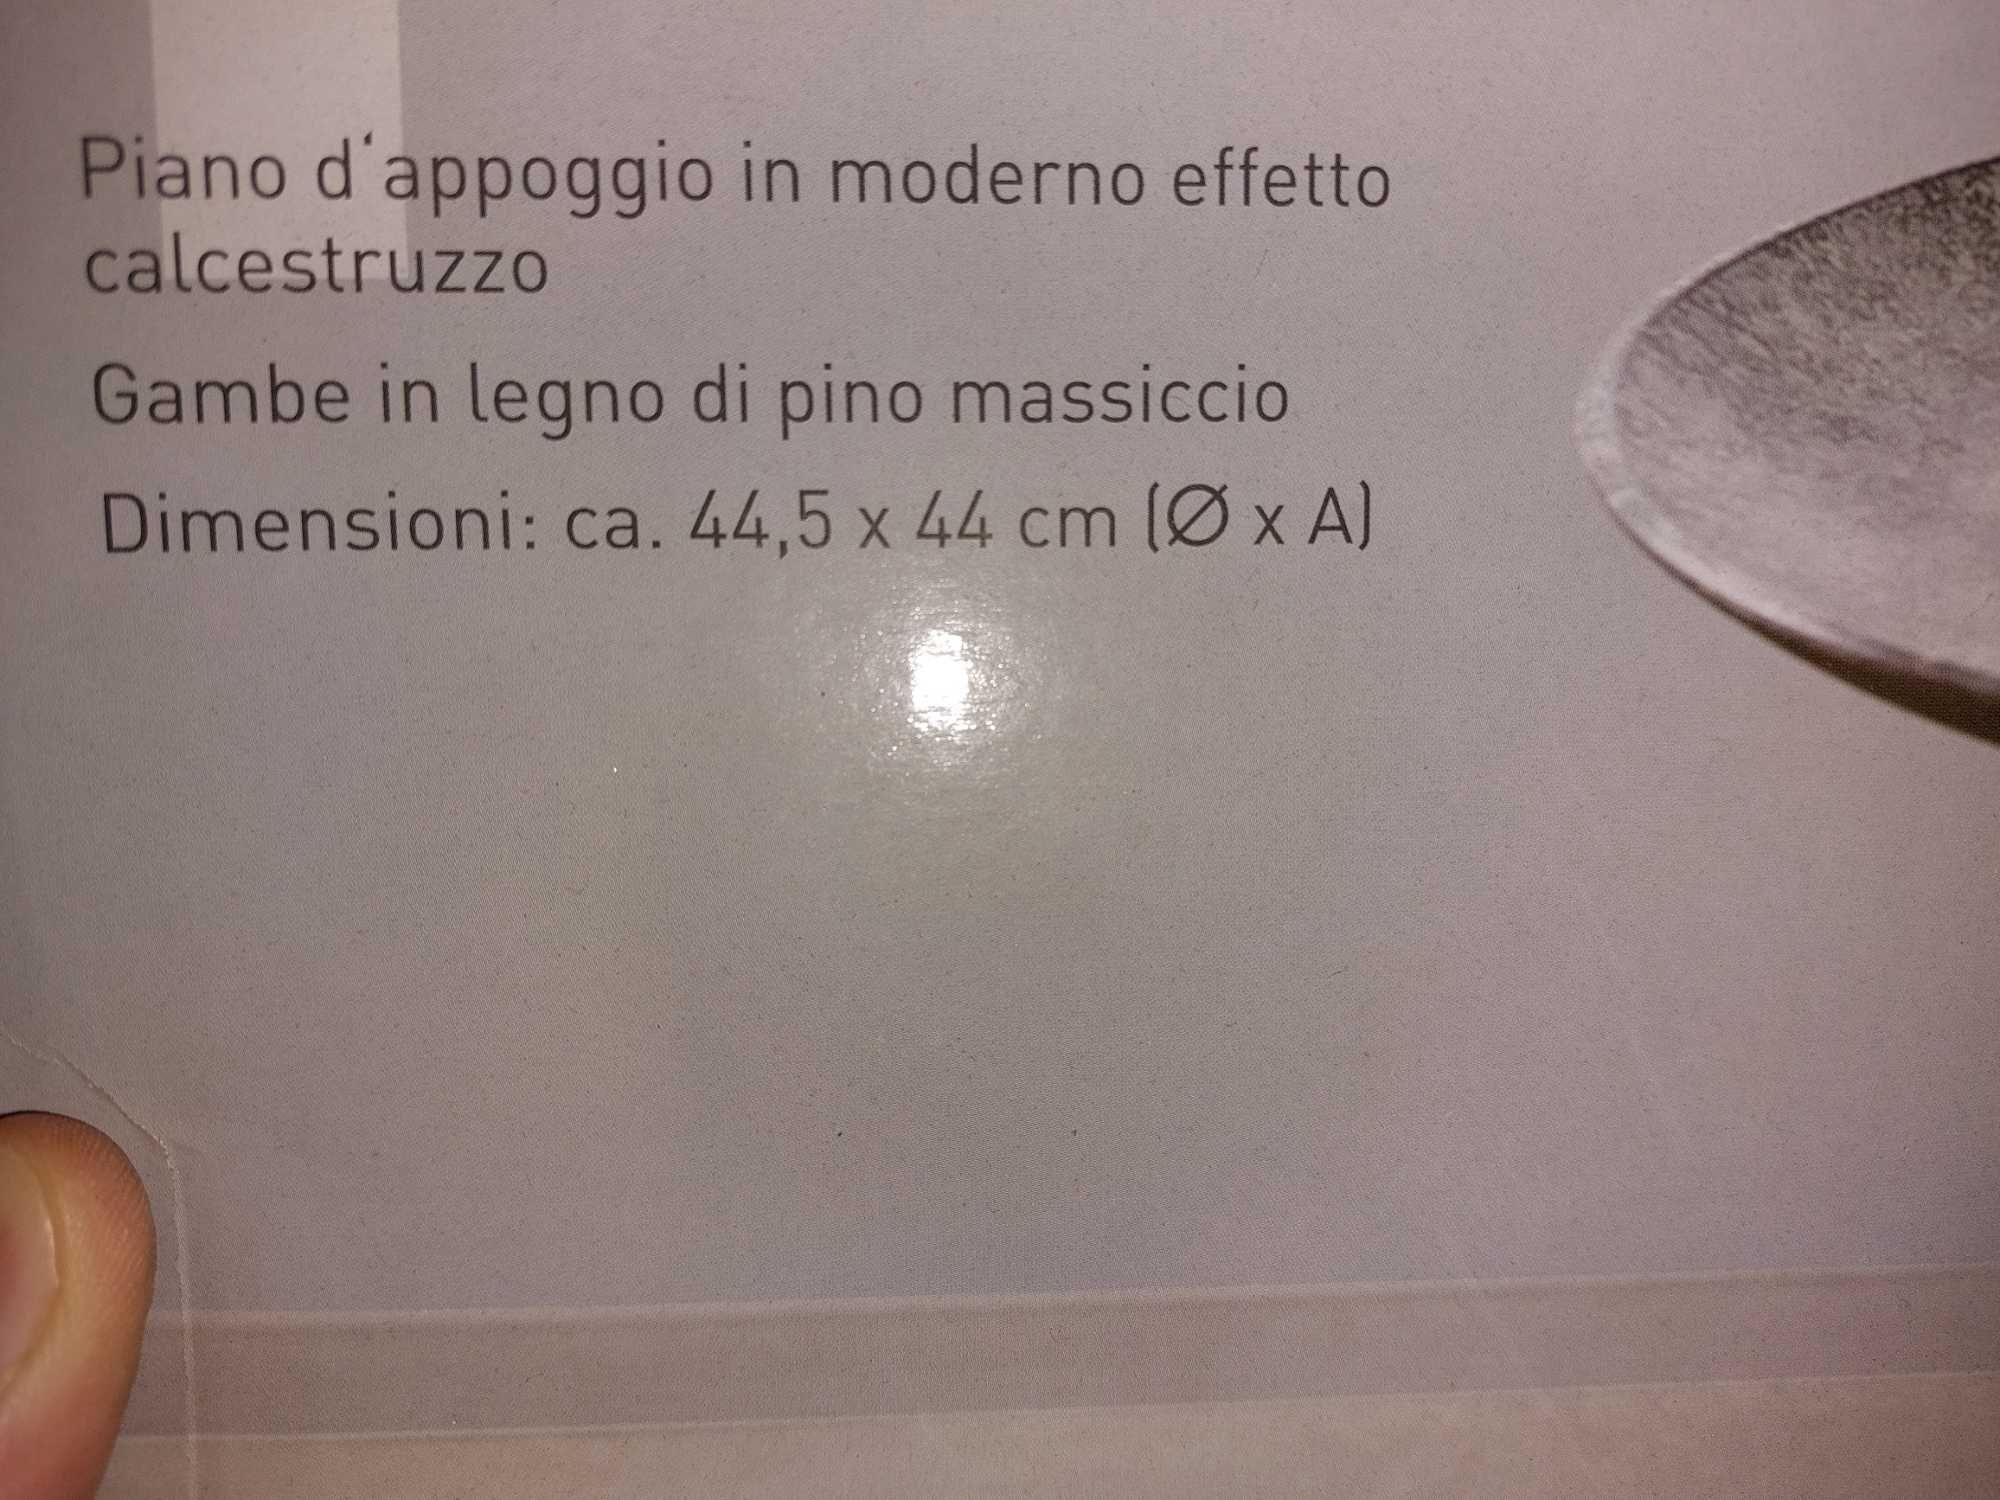 Piano d‘appoggio in moderno effetto
calcestruzzo
Gambe in legno di pino massiccio
Dimensioni: ca. 44,5 x 44 cm (Ø x A)